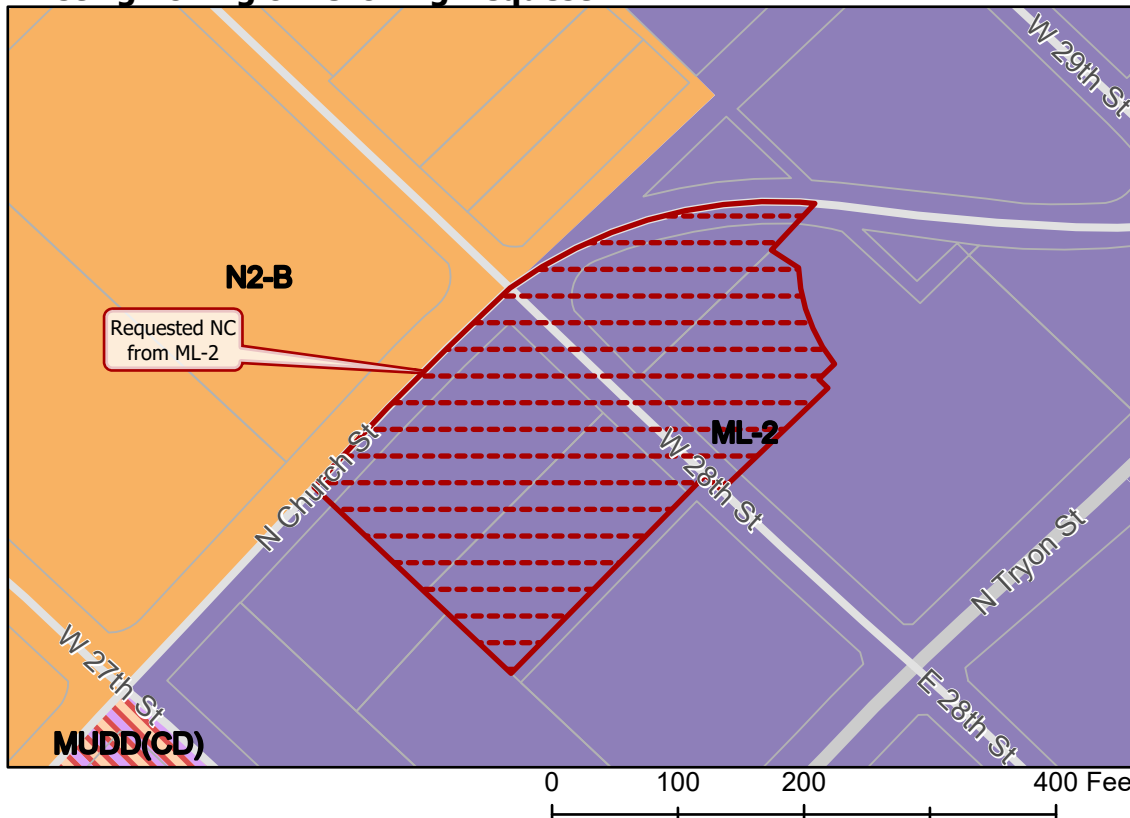 W 29th St
N2-B
Requested NC
from ML-2
ML-2
N Church St
W 28th St
N Tryon St
W 27th St
E 28th St
MUDD(CD)
0 100 200 400 Fee